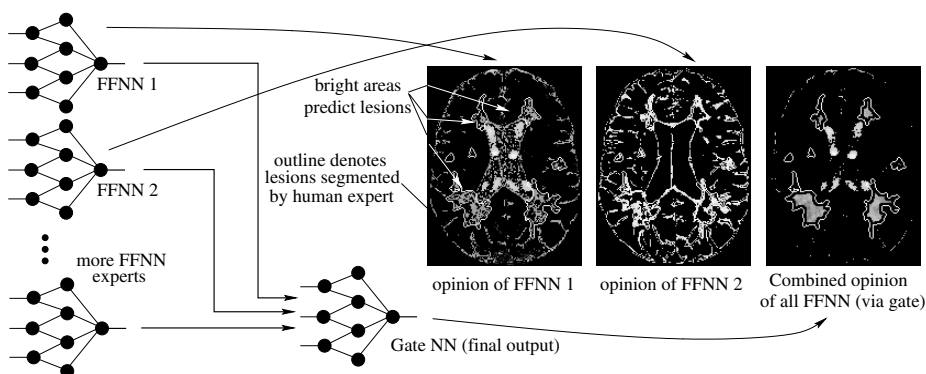 FFNN 1
FFNN 2
more FFNN
experts
Gate NN (final output)
bright areas
predict lesions
outline denotes
lesions segmented
by human expert
opinion of FFNN 1
opinion of FFNN 2
Combined opinion
of all FFNN (via gate)